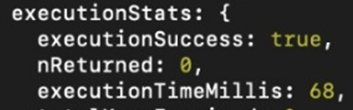 executionStats: {
executionSuccess: true,
nReturned: 0,
executionTimeMillis: 68,